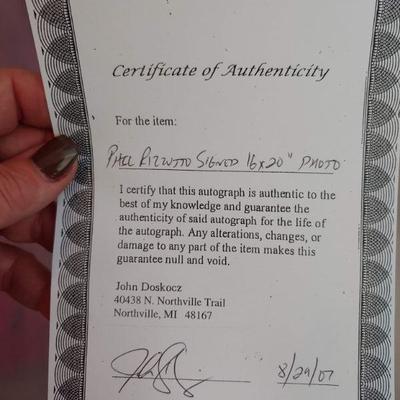 Certificate of Authenticity
For the item:
PHIL RIZZUTO SIGNED 16x20" PHOTO
I certify that this autograph is authentic to the
best of my knowledge and guarantee the
authenticity of said autograph for the life of
the autograph. Any alterations, changes, or
damage to any part of the item makes this
guarantee null and void.
John Doskocz
40438 N. Northville Trail
Northville, MI 48167
8/29/07